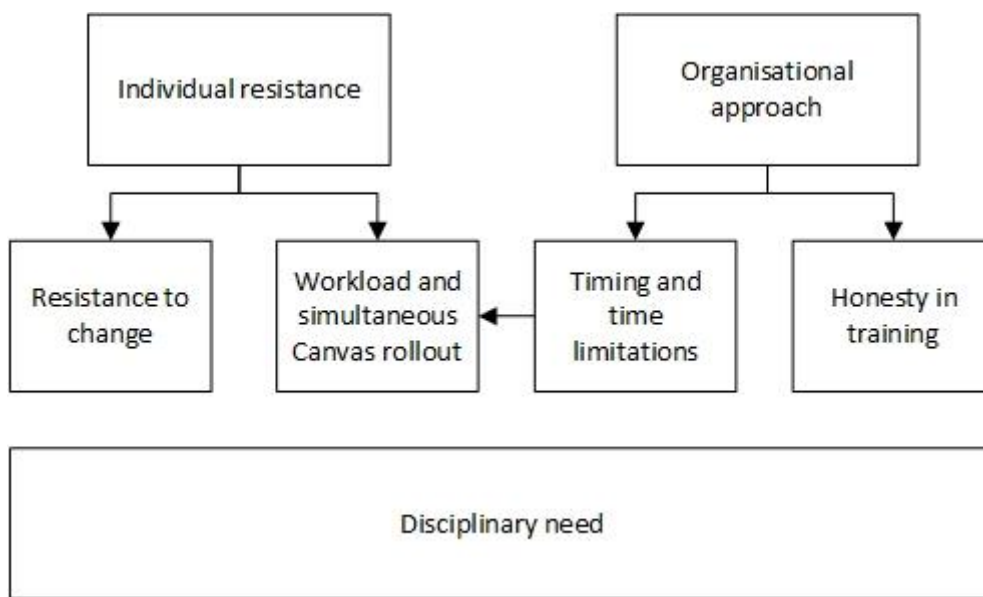 Individual resistance
Organisational
approach
Resistance to
change
Workload and
simultaneous
Canvas rollout
Timing and
time
limitations
Honesty in
training
Disciplinary need